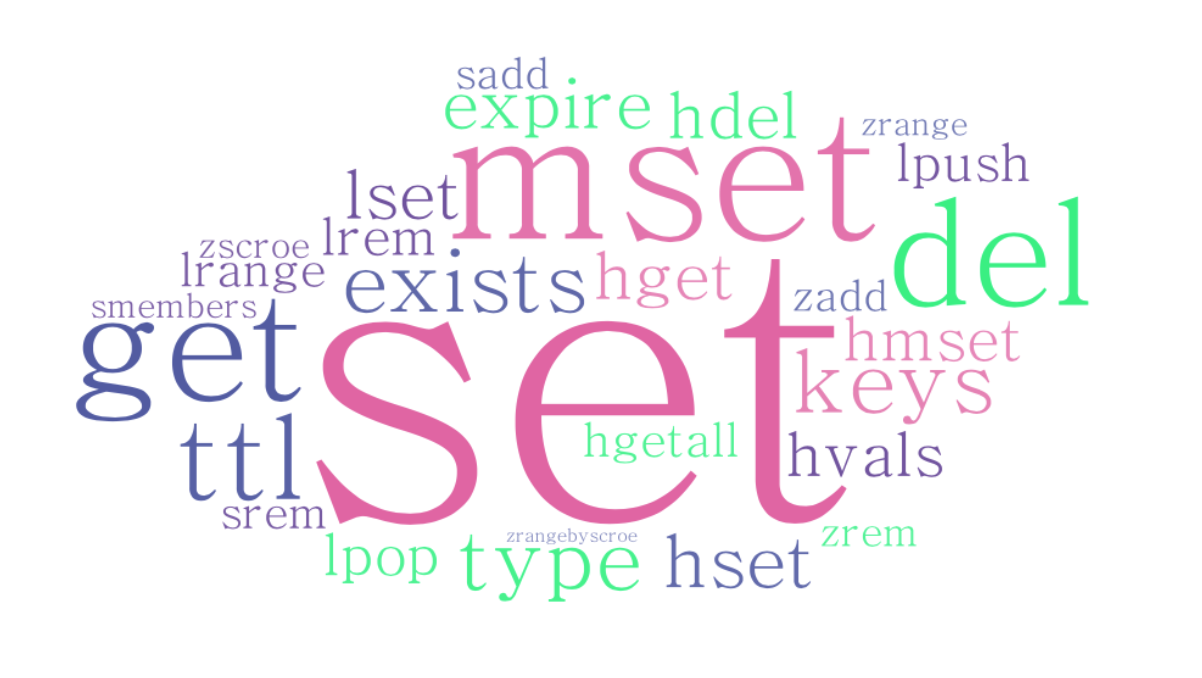 sadd
expire
hdel
zrange
mset
lpush
lset
lrem
del
zscroe
lrange
exists
hget
zadd
smembers
get
set
hmset
keys
hgetall
hvals
ttl
srem
zrem
lpop
zrangebyscroe
type
hset